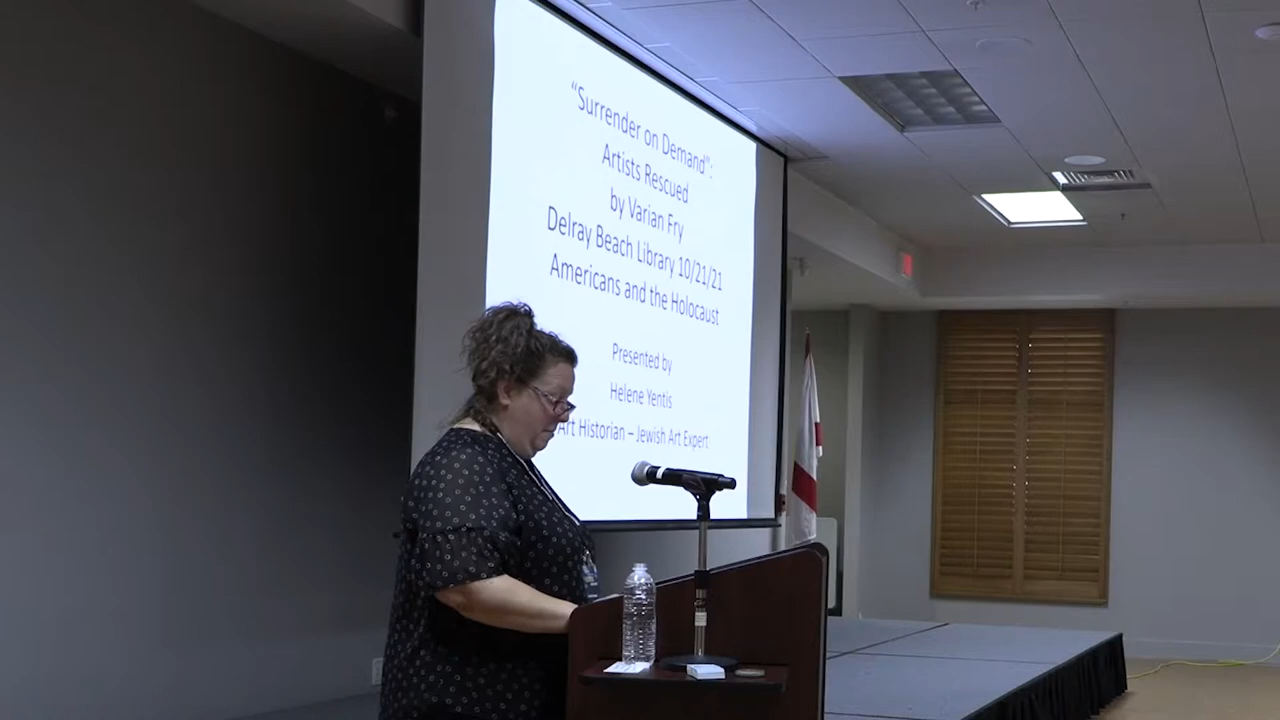 "Surrender on Demand":
Artists Rescued
by Varian Fry
Delray Beach Library 10/21/21
Americans and the Holocaust
Presented by
Helene Yentis
Art Historian – Jewish Art Expert